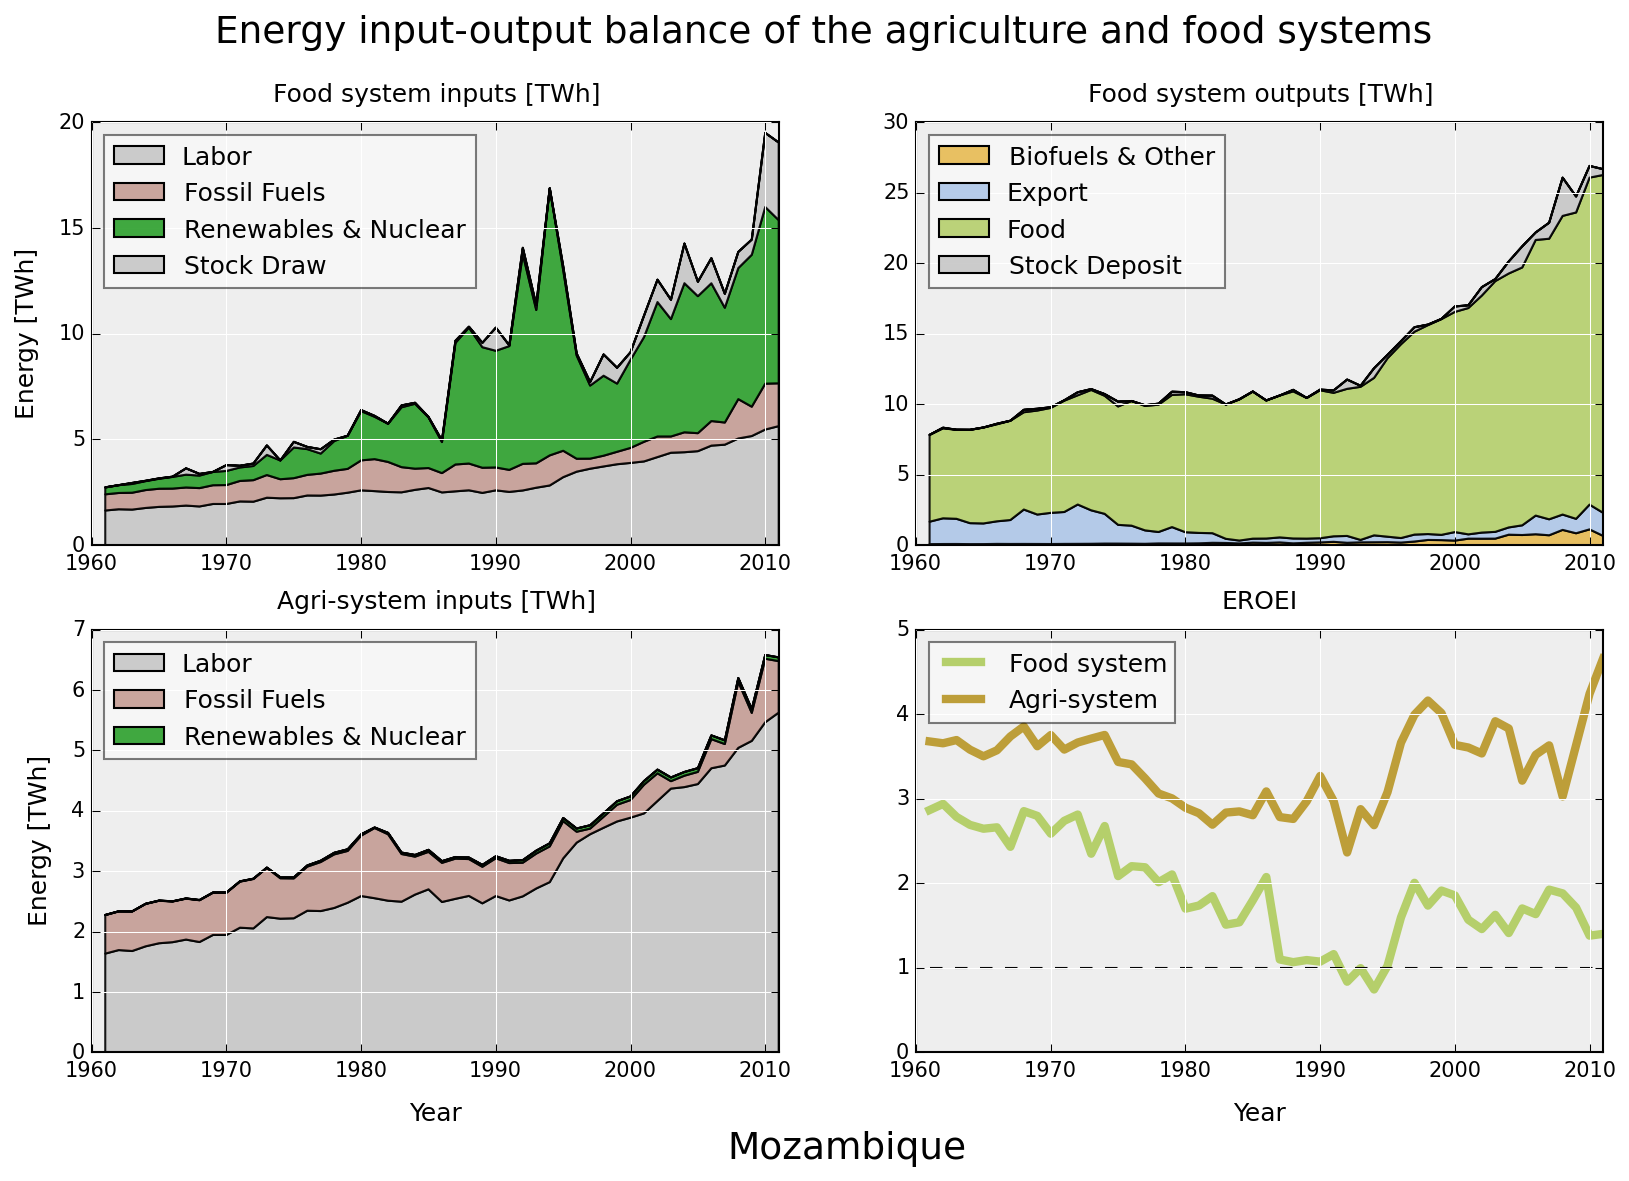 Energy input-output balance of the agriculture and food systems
Food system inputs [TWh]
Energy [TWh]
20
15
10
5
0
Labor
Fossil Fuels
Renewables & Nuclear
Stock Draw
1960 1970 1980 1990 2000 2010
Food system outputs [TWh]
30
25
20
15
10
5
0
Biofuels & Other
Export
Food
Stock Deposit
1960 1970 1980 1990 2000 2010
Agri-system inputs [TWh]
Energy [TWh]
7
6
5
4
3
2
1
0
Labor
Fossil Fuels
Renewables & Nuclear
1960 1970 1980 1990 2000 2010
Year
EROEI
5
4
3
2
1
0
Food system
Agri-system
1960 1970 1980 1990 2000 2010
Year
Mozambique